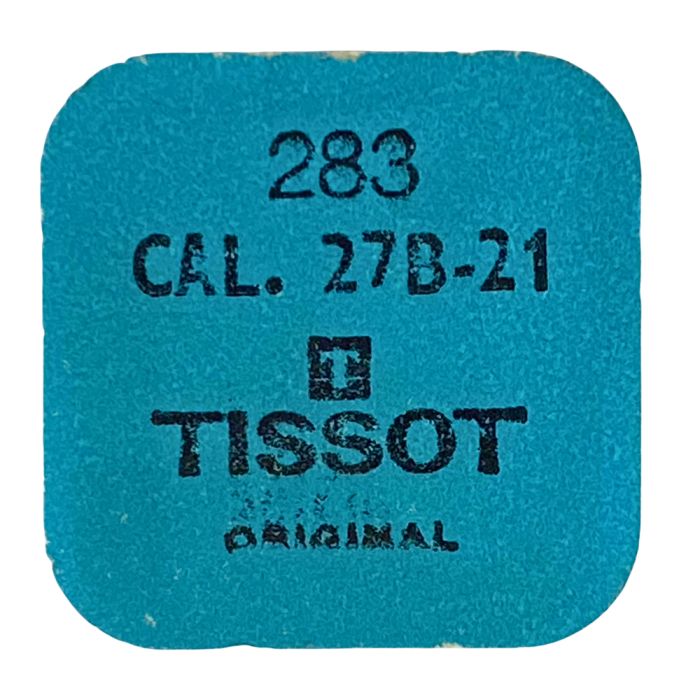 283
CAL. 27B-21
T
TISSOT
ORIGINAL